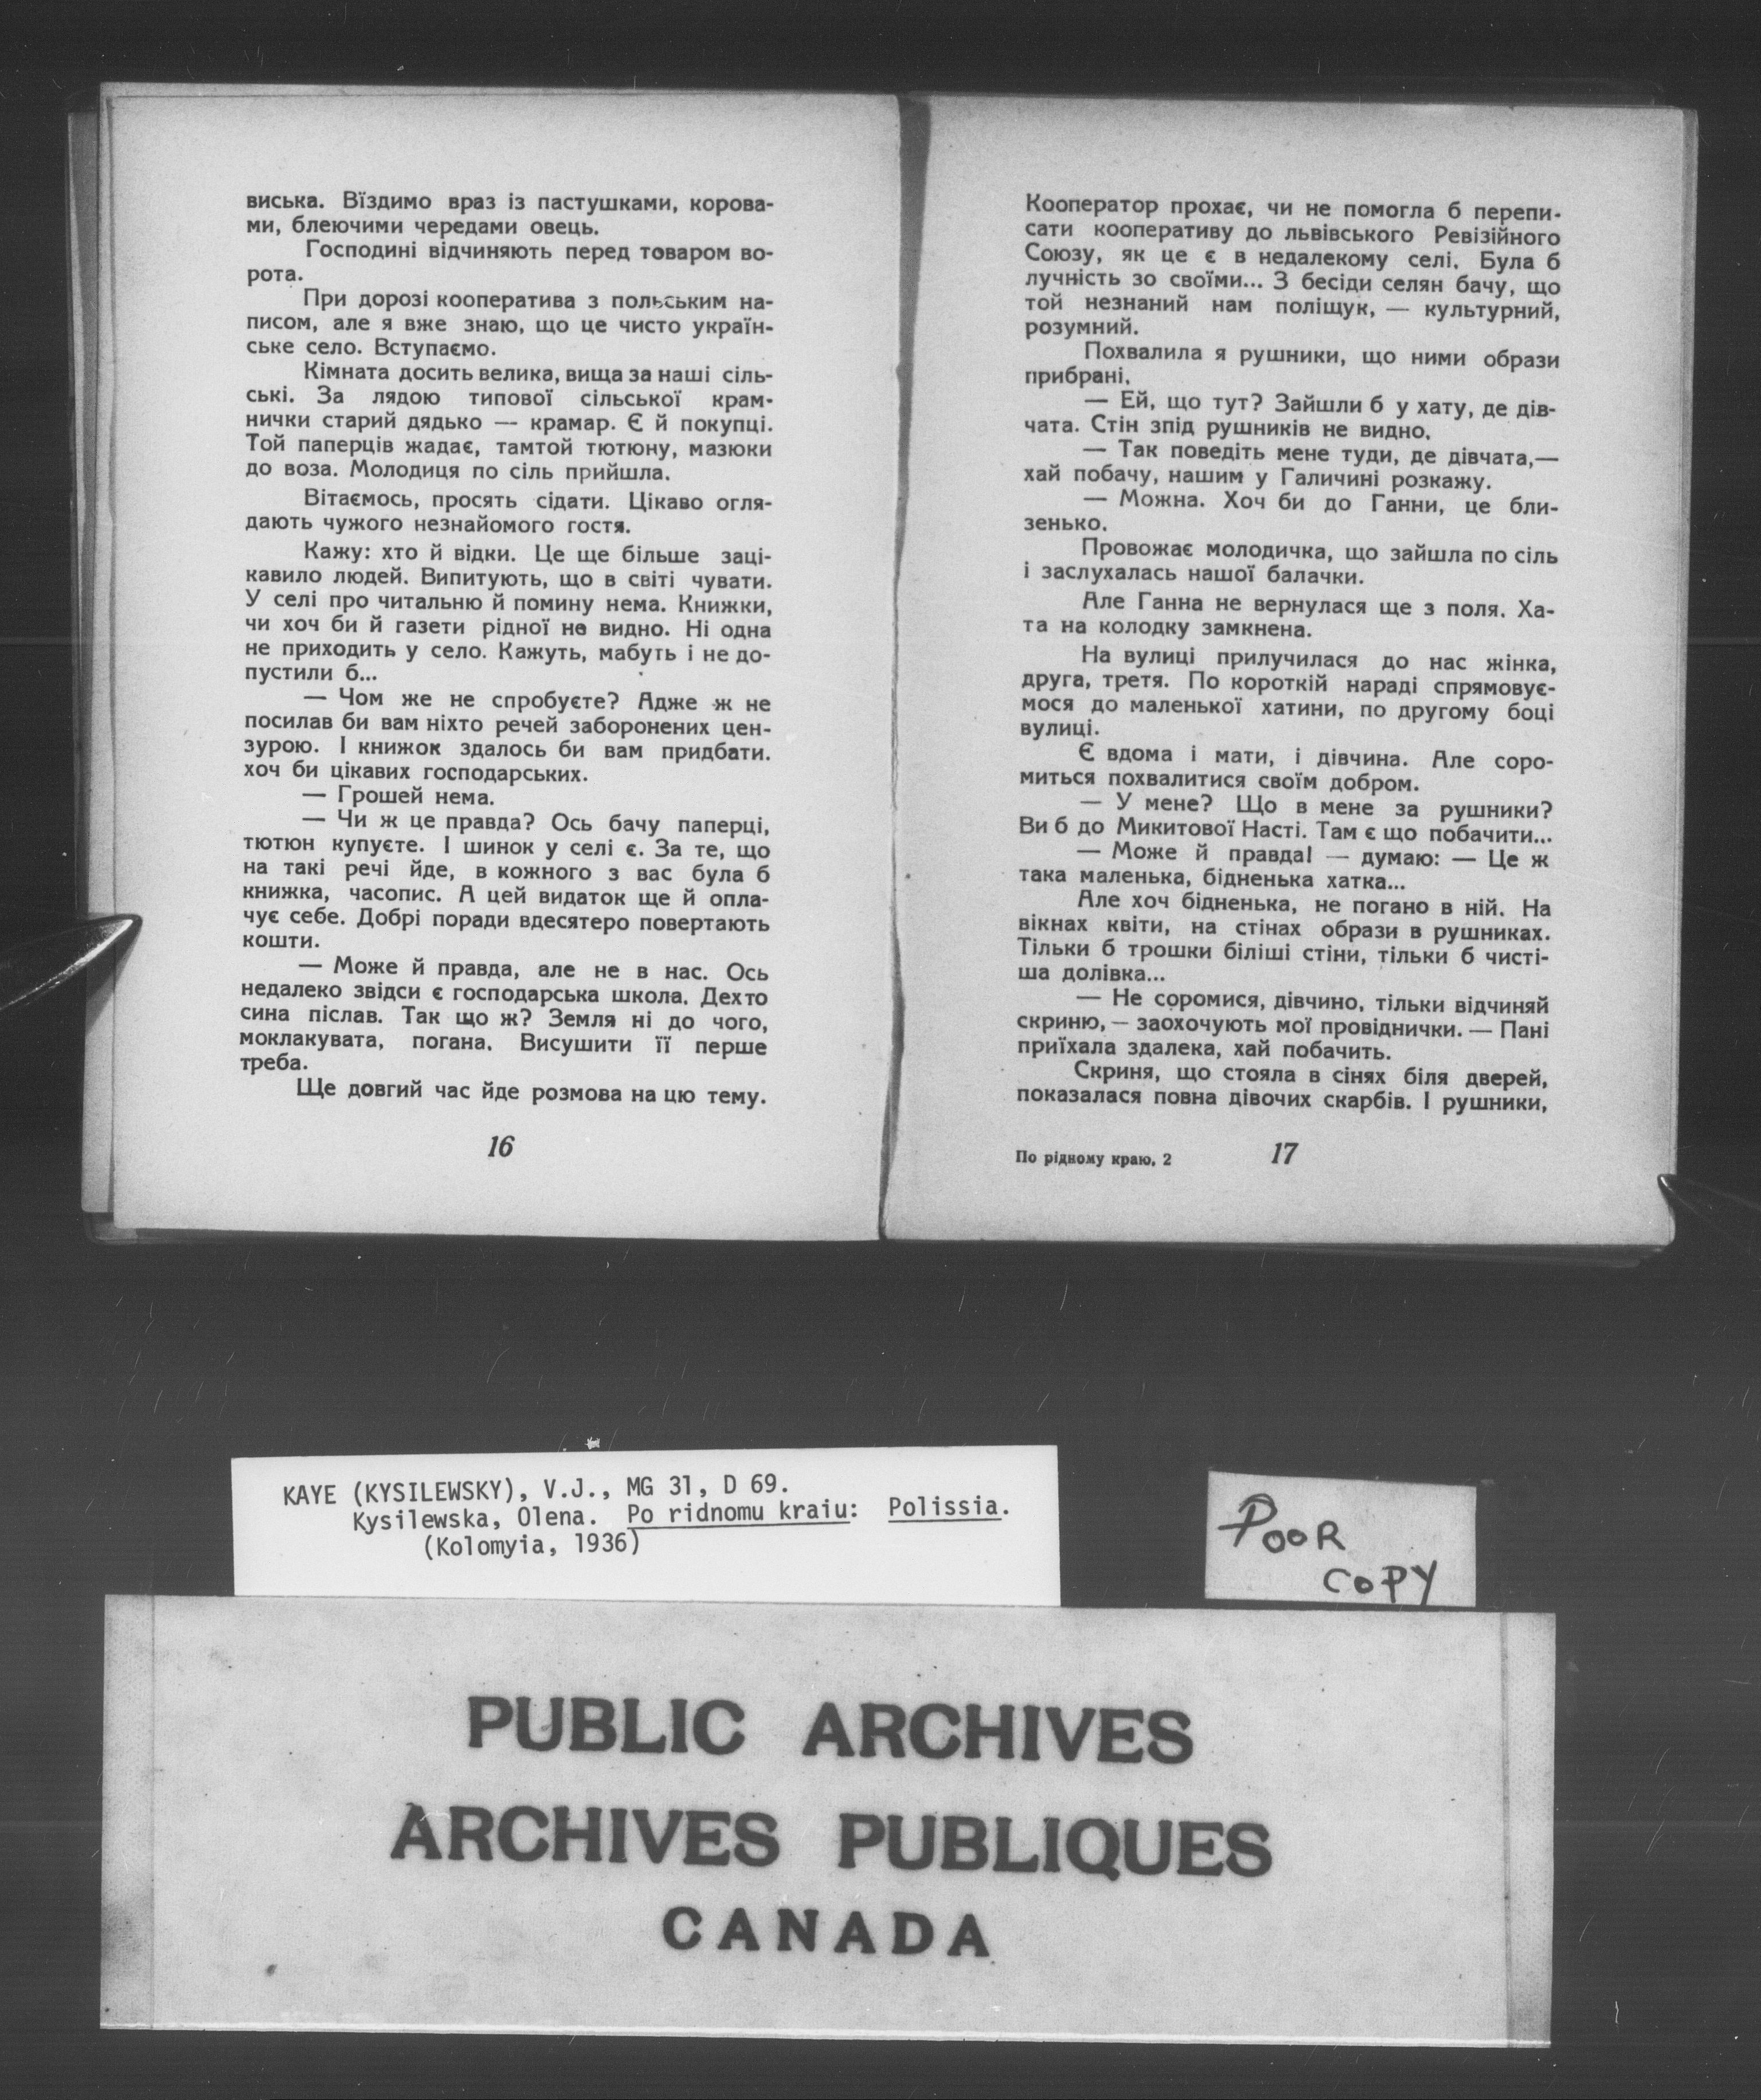 виська. Вїздимо враз із пастушками, корова-
ми, блеючими чередами овець.
Господині відчиняють перед товаром во-
рота.
При дорозі кооператива з польським на-
писом, але я вже знаю, що це чисто україн-
ське село. Вступаємо.
Кімната досить велика, вища за наші сіль-
ські. За лядою типової сільської крам-
нички старий дядько — крамар. Є й покупці.
Той паперців жадає, тамтой тютюну, мазюки
до воза. Молодиця по сіль прийшла.
Вітаємось, просять сідати. Цікаво огля-
дають чужого незнайомого гостя.
Кажу: хто й відки. Це ще більше заці-
кавило людей. Випитують, що в світі чувати.
У селі про читальню й помину нема. Книжки,
чи хоч би й газети рідної не видно. Ні одна
не приходить у село. Кажуть, мабуть і не до-
пустили б...
— Чом же не спробуєте? Адже ж не
посилав би вам ніхто речей заборонених цен-
зурою. І книжок здалось би вам придбати.
хоч би цікавих господарських.
— Грошей нема.
— Чи ж це правда? Ось бачу паперці,
тютюн купуєте. І шинок у селі є. За те, що
на такі речі йде, в кожного з вас була б
книжка, часопис. А цей видаток ще й опла-
чує себе. Добрі поради вдесятеро повертають
кошти.
— Може й правда, але не в нас. Ось
недалеко звідси є господарська школа. Дехто
сина післав. Так що ж? Земля ні до чого,
моклакувата, погана. Висушити її перше
треба.
Ще довгий час йде розмова на цю тему.
16
Кооператор прохає, чи не помогла б перепи-
сати кооперативу до львівського Ревізійного
Союзу, як це є в недалекому селі. Була б
лучність зо своїми... З бесіди селян бачу, що
той незнаний нам поліщук, — культурний,
розумний.
Похвалила я рушники, що ними образи
прибрані.
— Ей, що тут? Зайшли б у хату, де дів-
чата. Стін зпід рушників не видно.
— Так поведіть мене туди, де дівчата,—
хай побачу, нашим у Галичині розкажу.
— Можна. Хоч би до Ганни, це бли-
зенько.
Провожає молодичка, що зайшла по сіль
і заслухалась нашої балачки.
Але Ганна не вернулася ще з поля. Ха-
та на колодку замкнена.
На вулиці прилучилася до нас жінка,
друга, третя. По короткій нараді спрямовує-
мося до маленької хатини, по другому боці
вулиці.
Є вдома і мати, і дівчина. Але соро-
миться похвалитися своїм добром.
— У мене? Що в мене за рушники?
Ви б до Микитової Насті. Там є що побачити...
— Може й правда! — думаю: — Це ж
така маленька, бідненька хатка...
Але хоч бідненька, не погано в ній. На
вікнах квіти, на стінах образи в рушниках.
Тільки б трошки біліші стіни, тільки б чисті-
ша долівка...
— Не соромися, дівчино, тільки відчиняй
скриню, — заохочують мої провіднички. — Пані
приїхала здалека, хай побачить.
Скриня, що стояла в сінях біля дверей,
показалася повна дівочих скарбів. І рушники,
По рідному краю, 2
17
KAYE (KYSILEWSKY), V.J., MG 31, D 69.
Kysilewska, Olena. Po ridnomu kraiu: Polissia.
(Kolomyia, 1936)
POOR
COPY
PUBLIC ARCHIVES
ARCHIVES PUBLIQUES
CANADA